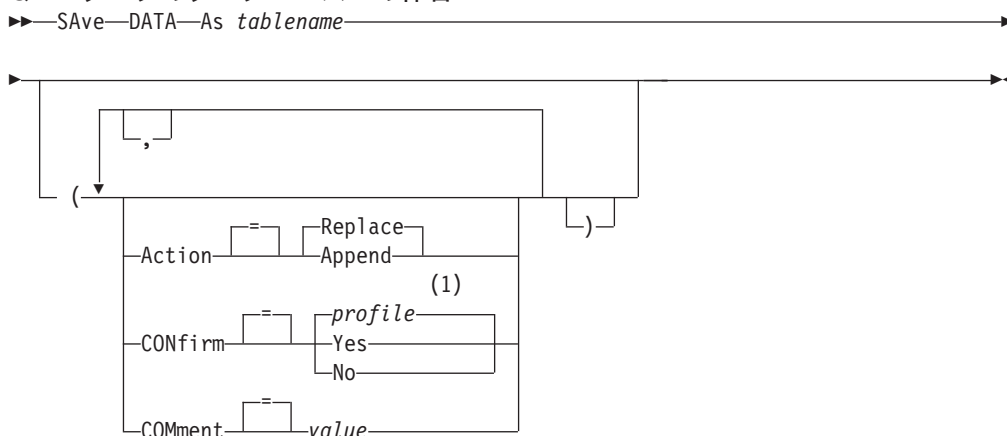 SAve DATA As tablename
,
(
)
= Replace
Action Append
(1)
= profile
CONfirm Yes
No
=
COMment value